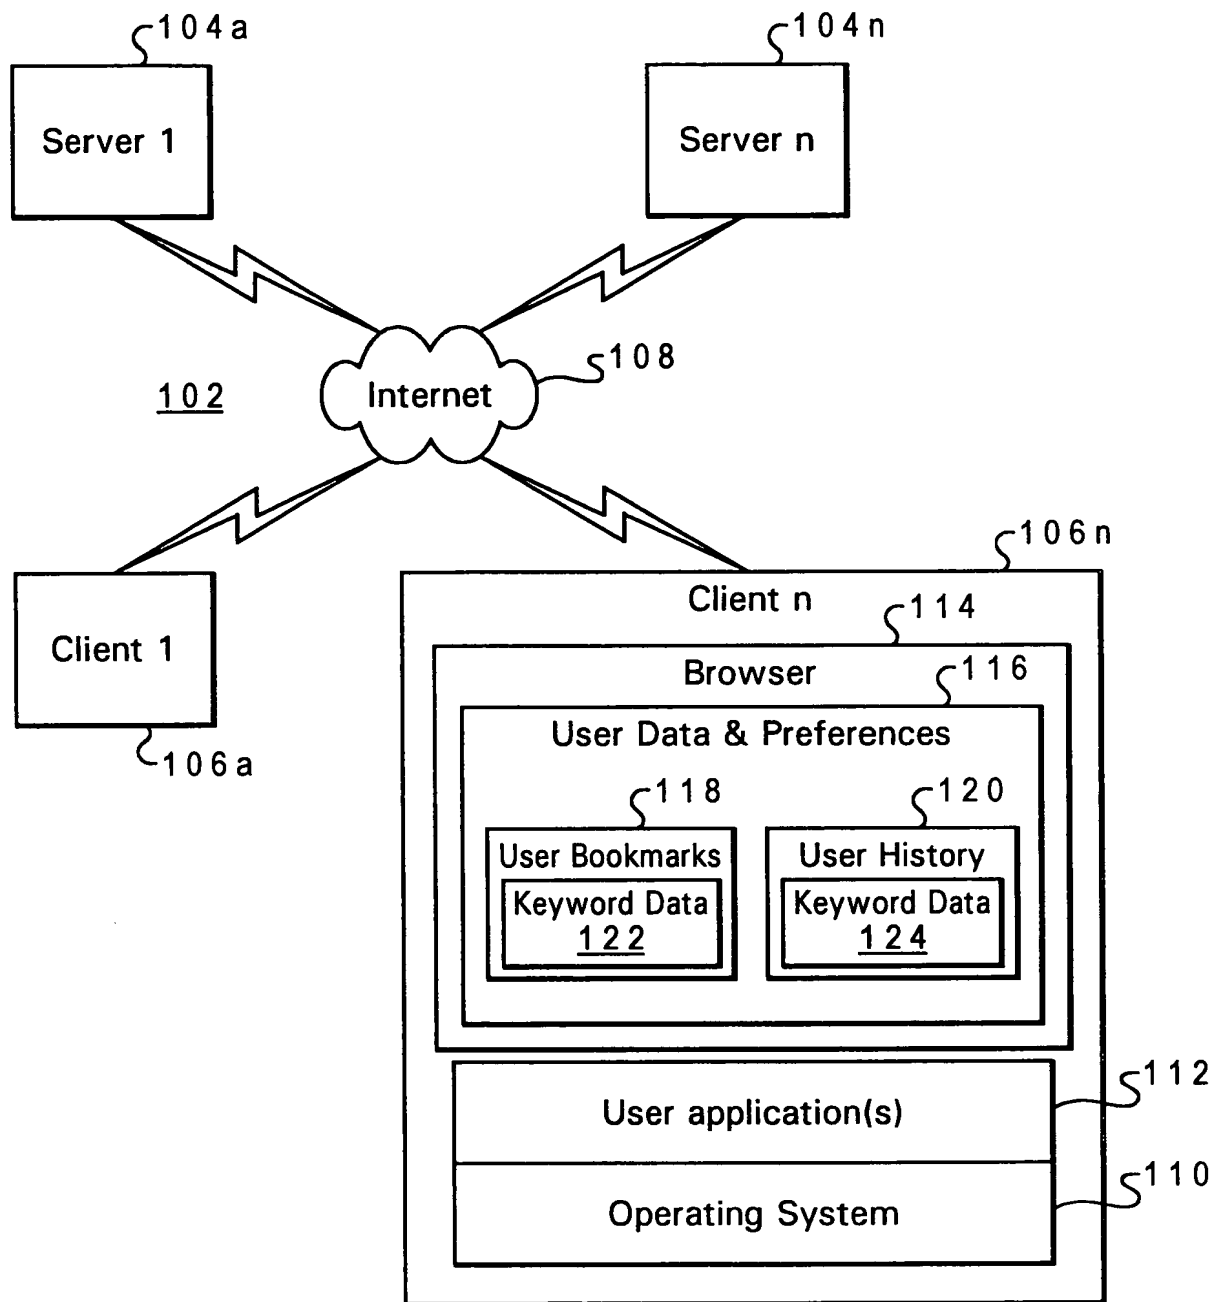 104a
104n
Server 1
Server n
108
Internet
102
106n
Client n
114
Client 1
Browser
116
User Data & Preferences
106a
118
120
User Bookmarks
User History
Keyword Data
122
Keyword Data
124
112
User application(s)
110
Operating System